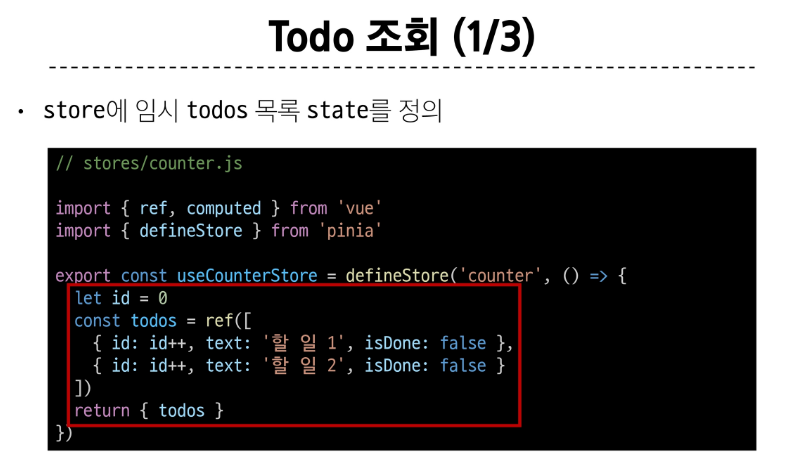 Todo 조회 (1/3)
• store에 임시 todos 목록 state를 정의
// stores/counter.js
import { ref, computed } from 'vue'
import { defineStore } from 'pinia'
export const useCounterStore = defineStore('counter', () => {
let id = 0
const todos = ref([
{ id: id++, text: '할 일 1', isDone: false },
{ id: id++, text: '할 일 2', isDone: false }
])
return { todos }
})